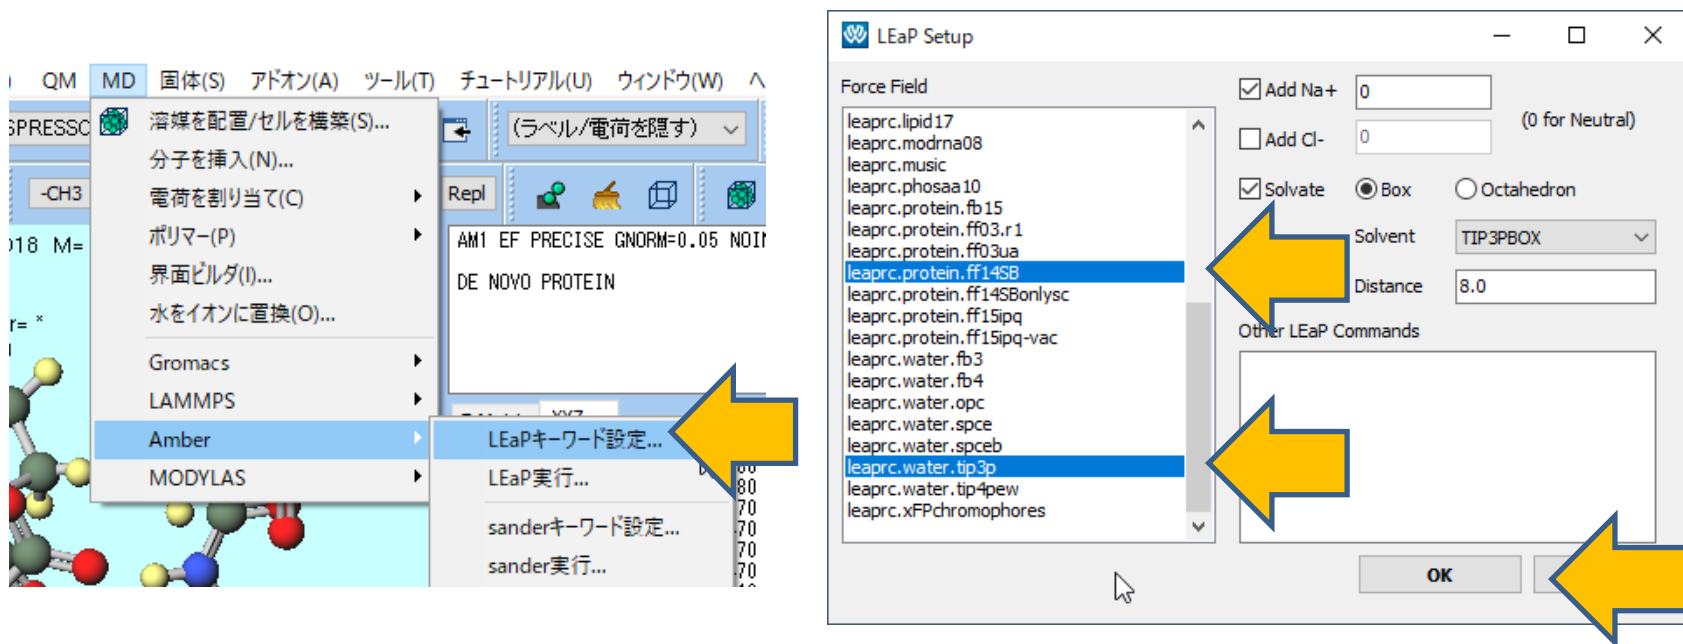 QM MD 固体(S) アドオン(A) ツール(T) チュートリアル(U) ウィンドウ(W) ヘ
溶媒を配置/セルを構築(S)...
(ラベル/電荷を隠す)
分子を挿入(N)...
-CH3
電荷を割り当て(C)
Repl
ポリマー(P)
AM1 EF PRECISE GNORM=0.05
界面ビルダ(I)...
DE NOVO PROTEIN
水をイオンに置換(O)...
Gromacs
LAMMPS
Amber
MODYLAS
LEaPキーワード設定...
LEaP実行...
sanderキーワード設定...
sander実行...
LEaP Setup
Force Field
leaprc.lipid17
leaprc.modrna08
leaprc.music
leaprc.phosaa10
leaprc.protein.fb15
leaprc.protein.ff03.r1
leaprc.protein.ff03ua
leaprc.protein.ff14SB
leaprc.protein.ff14SBonlysc
leaprc.protein.ff15ipq
leaprc.protein.ff15ipq-vac
leaprc.water.fb3
leaprc.water.fb4
leaprc.water.opc
leaprc.water.spce
leaprc.water.spceb
leaprc.water.tip3p
leaprc.water.tip4pew
leaprc.xFPchromophores
Add Na+ 0
(0 for Neutral)
Add Cl- 0
Solvate Box Octahedron
Solvent TIP3PBOX
Distance 8.0
Other LEaP Commands
OK